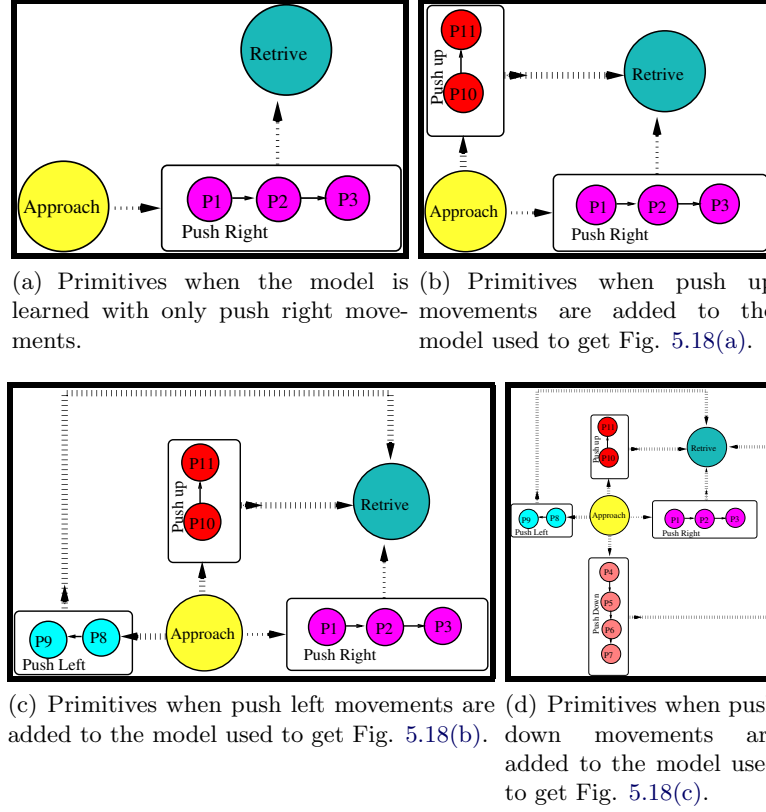 Retrive
Approach
P1 P2 P3
Push Right
(a) Primitives when the model is
learned with only push right move-
ments.
P11
Push up
P10
Retrive
Approach
P1 P2 P3
Push Right
(b) Primitives when push up
movements are added to the
model used to get Fig. 5.18(a).
P11
Push up
P10
Retrive
P9 P8
Push Left
Approach
P1 P2 P3
Push Right
(c) Primitives when push left movements are
added to the model used to get Fig. 5.18(b).
P11
Push up
P10
Retrive
P9 P8
Push Left
Approach
P1 P2 P3
Push Right
P4
Push Down
P5
P6
P7
(d) Primitives when pus
down movements ar
added to the model use
to get Fig. 5.18(c).